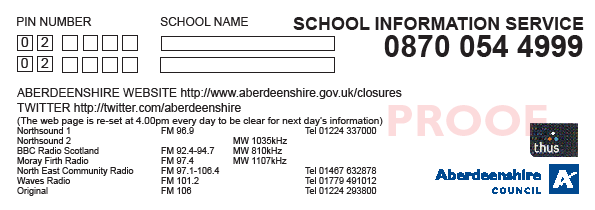 PIN NUMBER SCHOOL NAME SCHOOL INFORMATION SERVICE
0 2 0870 054 4999
0 2
ABERDEENSHIRE WEBSITE http://www.aberdeenshire.gov.uk/closures
TWITTER http://twitter.com/aberdeenshire
(The web page is re-set at 4.00pm every day to be clear for next day's information)
PROOF
Northsound 1 FM 96.9 Tel 01224 337000
Northsound 2 MW 1035kHz
BBC Radio Scotland FM 92.4-94.7 MW 810kHz
Moray Firth Radio FM 97.4 MW 1107kHz
North East Community Radio FM 97.1-106.4 Tel 01467 632878
Waves Radio FM 101.2 Tel 01779 491012
Original FM 106 Tel 01224 293800
thus
Aberdeenshire
COUNCIL